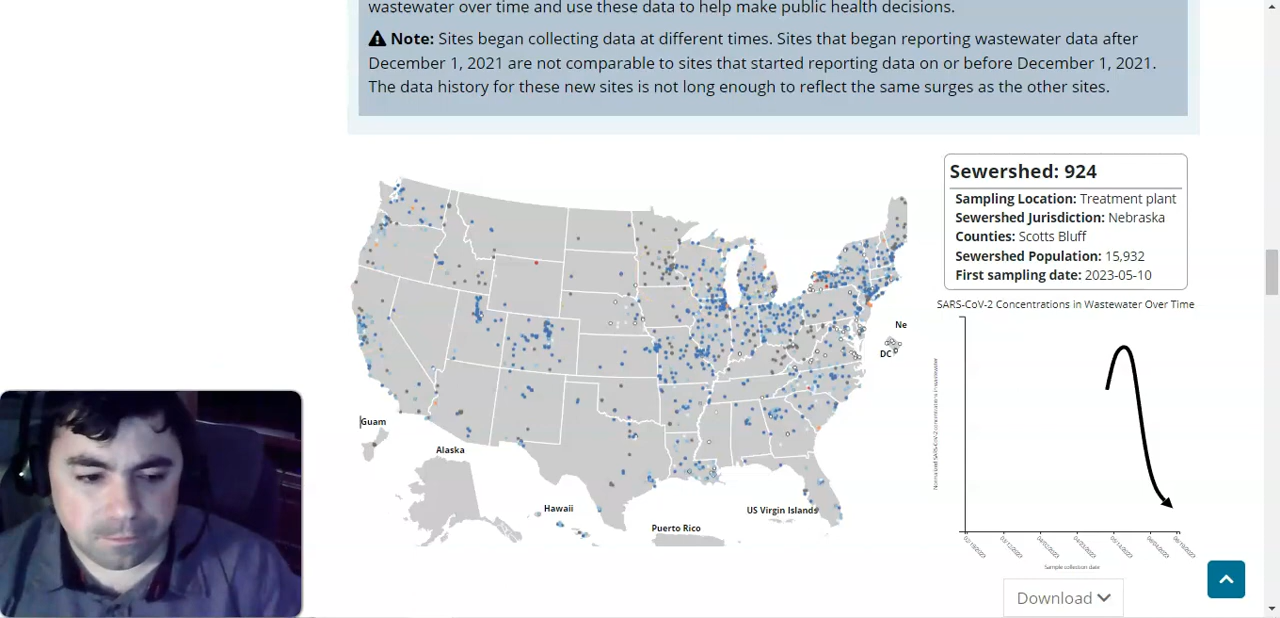 wastewater over time and use these data to help make public health decisions.
Note: Sites began collecting data at different times. Sites that began reporting wastewater data after
December 1, 2021 are not comparable to sites that started reporting data on or before December 1, 2021.
The data history for these new sites is not long enough to reflect the same surges as the other sites.
Sewershed: 924
Sampling Location: Treatment plant
Sewershed Jurisdiction: Nebraska
Counties: Scotts Bluff
Sewershed Population: 15,932
First sampling date: 2023-05-10
SARS-CoV-2 Concentrations in Wastewater Over Time
Ne
DC
Guam
Alaska
Hawaii
Puerto Rico
US Virgin Islands
Sample collection date
Download